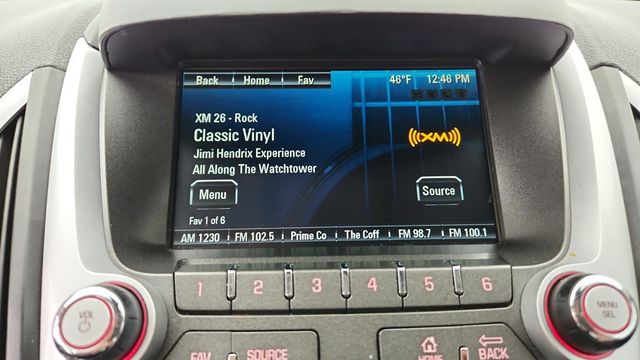 Back Home Fav 46°F 12:46 PM
XM 26 - Rock
Classic Vinyl
XM
Jimi Hendrix Experience
All Along The Watchtower
Menu Source
Fav 1 of 6
AM 1230 FM 102.5 Prime Co The Coff FM 98.7 FM 100.1
1 2 3 4 5 6
VOL
MENU
SEL
FAV SOURCE HOME BACK